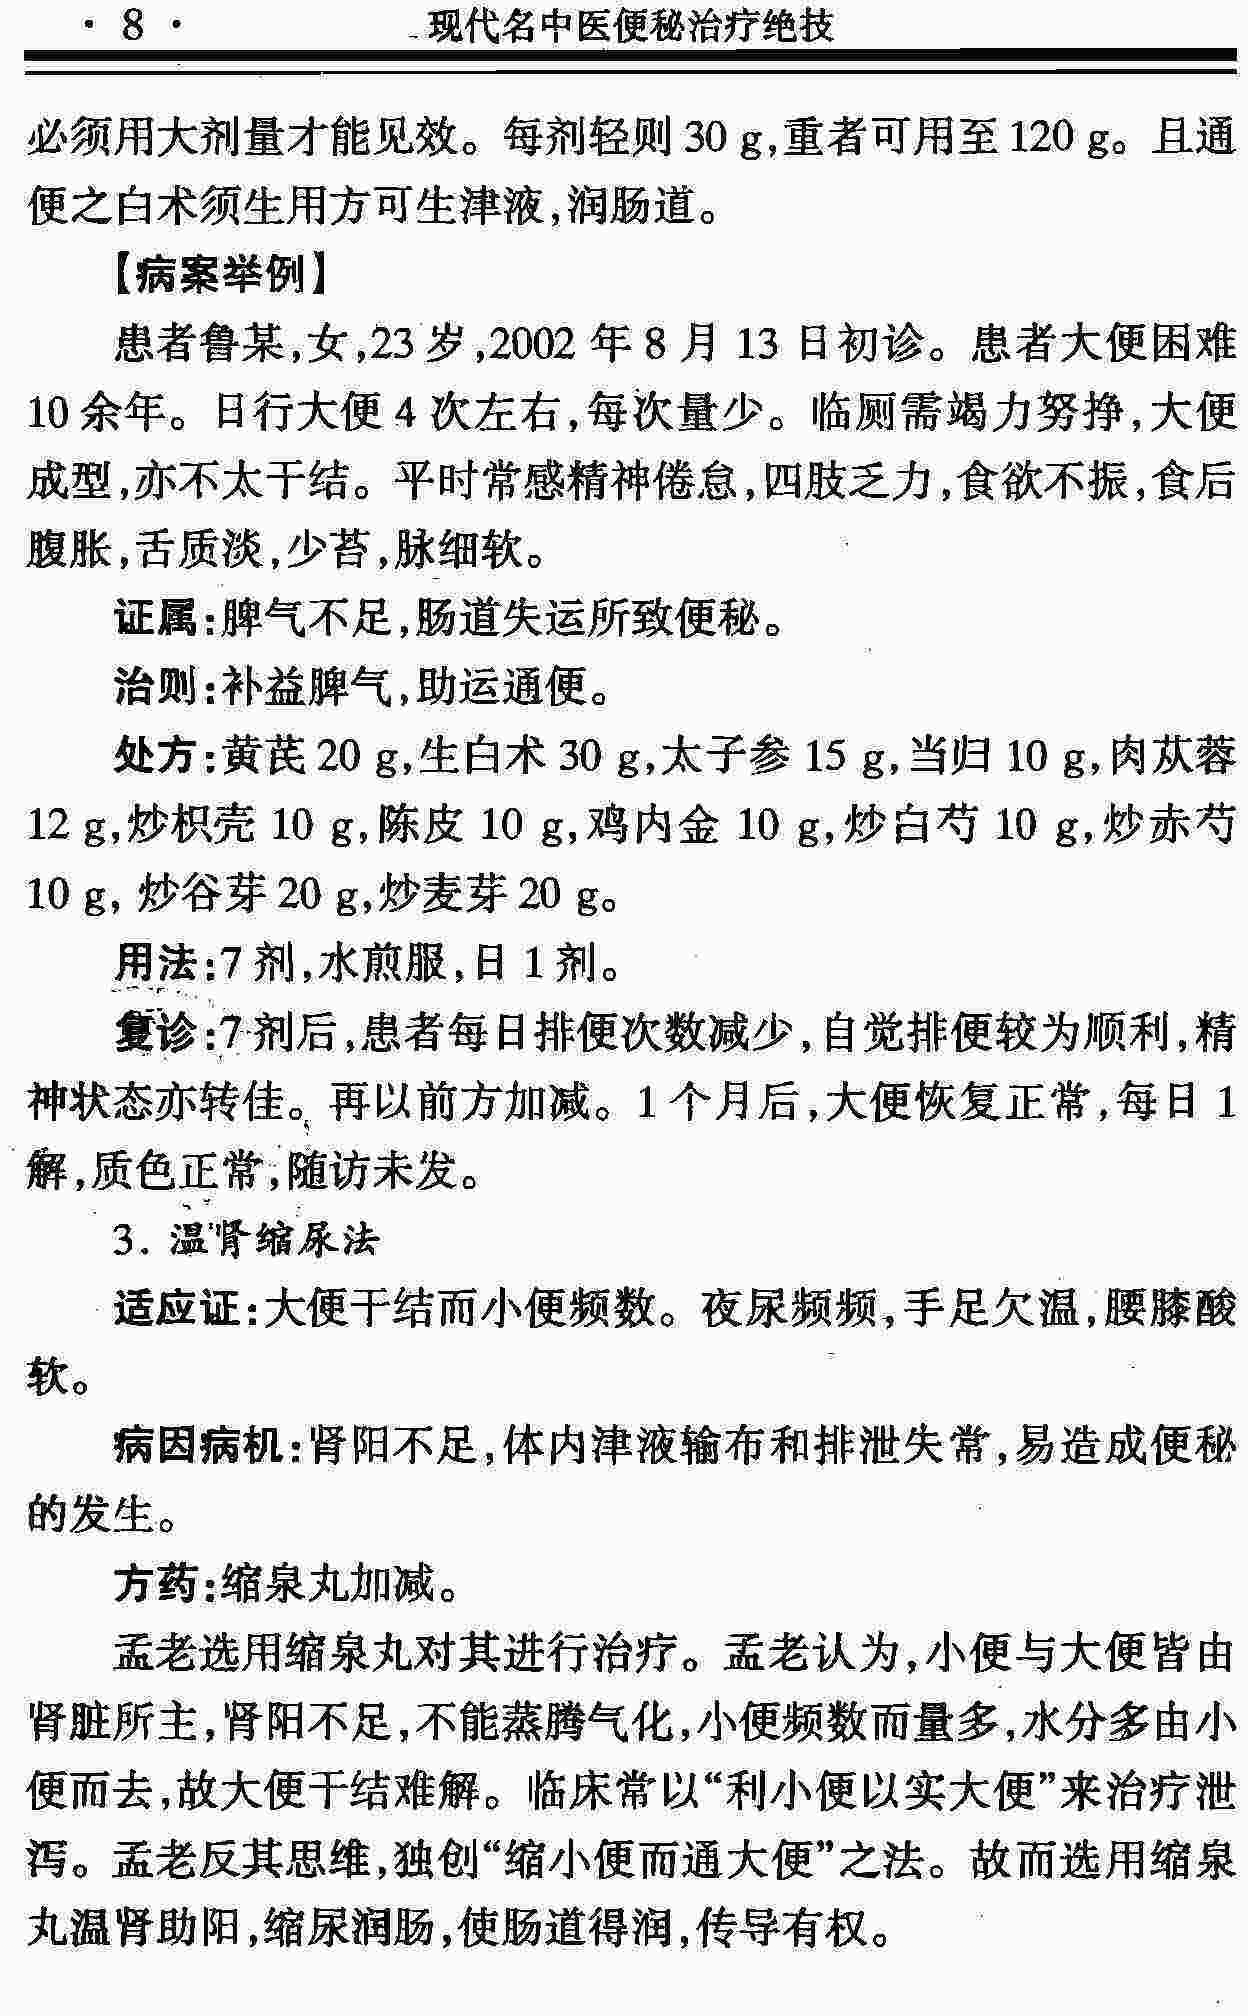 · 8 · 现代名中医便秘治疗绝技
必须用大剂量才能见效。每剂轻则 30 g,重者可用至 120 g。且通
便之白术须生用方可生津液,润肠道。
【病案举例】
患者鲁某,女,23 岁,2002 年 8 月 13 日初诊。患者大便困难
10 余年。日行大便 4 次左右,每次量少。临厕需竭力努挣,大便
成型,亦不太干结。平时常感精神倦怠,四肢乏力,食欲不振,食后
腹胀,舌质淡,少苔,脉细软。
证属:脾气不足,肠道失运所致便秘。
治则:补益脾气,助运通便。
处方:黄芪 20 g,生白术 30 g,太子参 15 g,当归 10 g,肉苁蓉
12 g,炒枳壳 10 g,陈皮 10 g,鸡内金 10 g,炒白芍 10 g,炒赤芍
10 g, 炒谷芽 20 g,炒麦芽 20 g。
用法:7 剂,水煎服,日 1 剂。
复诊:7 剂后,患者每日排便次数减少,自觉排便较为顺利,精
神状态亦转佳。再以前方加减。1 个月后,大便恢复正常,每日 1
解,质色正常,随访未发。
3. 温肾缩尿法
适应证:大便干结而小便频数。夜尿频频,手足欠温,腰膝酸
软。
病因病机:肾阳不足,体内津液输布和排泄失常,易造成便秘
的发生。
方药:缩泉丸加减。
孟老选用缩泉丸对其进行治疗。孟老认为,小便与大便皆由
肾脏所主,肾阳不足,不能蒸腾气化,小便频数而量多,水分多由小
便而去,故大便干结难解。临床常以“利小便以实大便”来治疗泄
泻。孟老反其思维,独创“缩小便而通大便”之法。故而选用缩泉
丸温肾助阳,缩尿润肠,使肠道得润,传导有权。